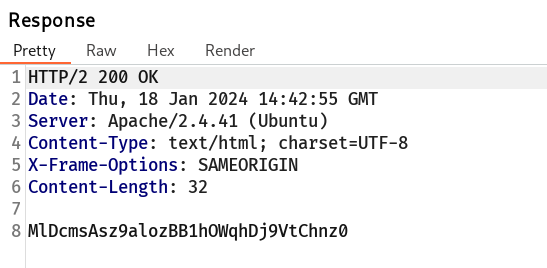 Response
Pretty Raw Hex Render
1 HTTP/2 200 OK
2 Date: Thu, 18 Jan 2024 14:42:55 GMT
3 Server: Apache/2.4.41 (Ubuntu)
4 Content-Type: text/html; charset=UTF-8
5 X-Frame-Options: SAMEORIGIN
6 Content-Length: 32
7
8 MlDcmsAsz9alozBB1hOWqhDj9VtChnz0